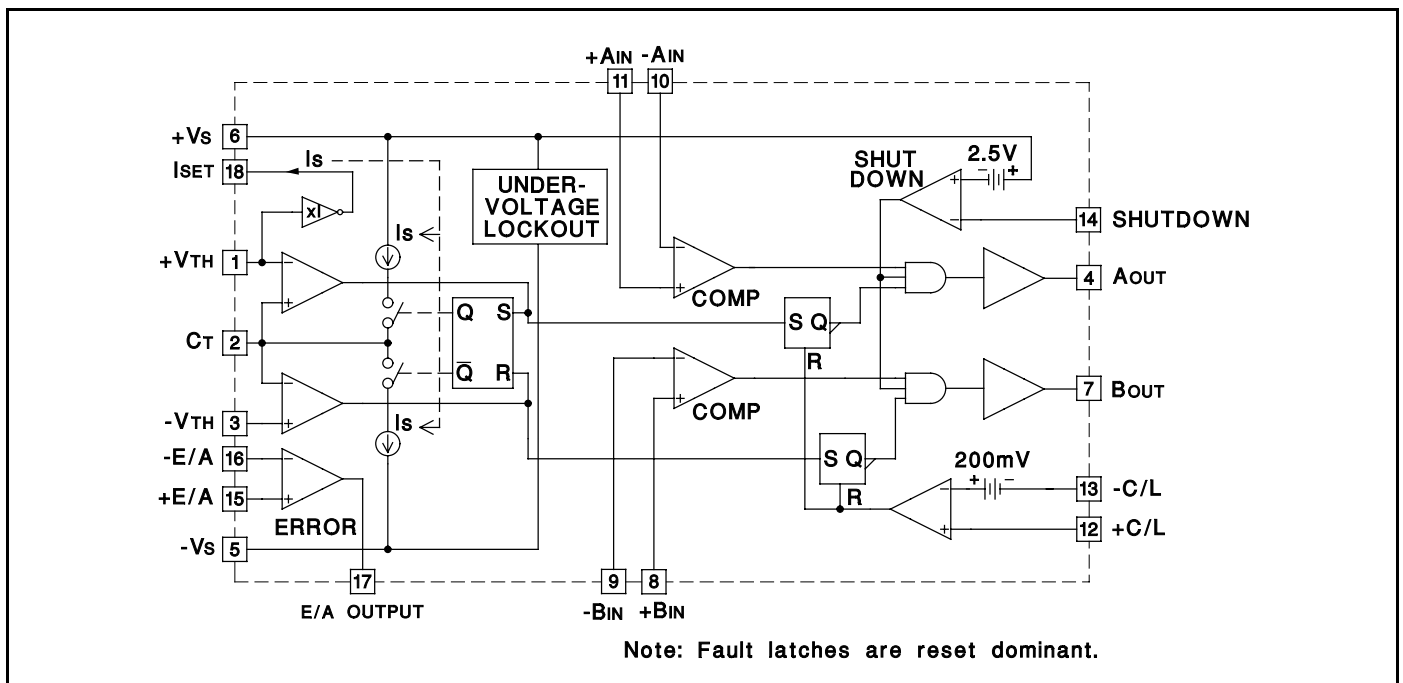 +AIN -AIN
11 10
+Vs 6
ISET 18
Is
xI
+VTH 1
CT 2
-VTH 3
-E/A 16
+E/A 15
-Vs 5
- +
- +
- +
ERROR
Is
Is
UNDER-
VOLTAGE
LOCKOUT
Q S
Q̅ R
- +
COMP
- +
COMP
SHUT
DOWN
2.5V
- +
+ -
14 SHUTDOWN
4 AOUT
S Q
R
7 BOUT
S Q
R
200mV
+ -
- +
13 -C/L
12 +C/L
17
E/A OUTPUT
9 8
-BIN +BIN
Note: Fault latches are reset dominant.